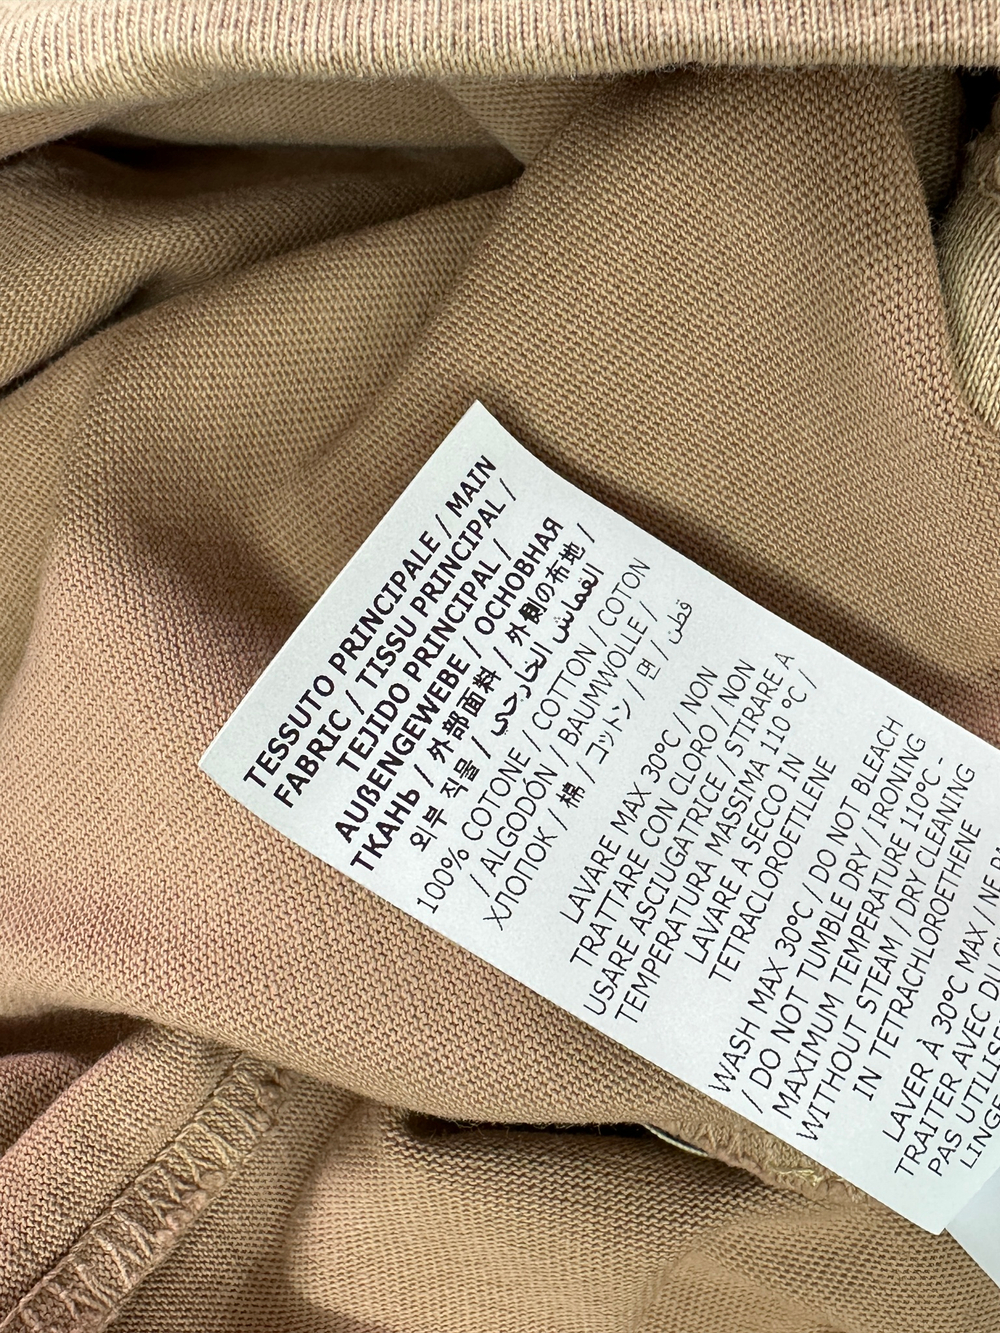 TESSUTO PRINCIPALE / MAIN
FABRIC / TISSU PRINCIPAL /
TEJIDO PRINCIPAL /
AUßENGEWEBE / ОСНОВНАЯ
ТКАНЬ / 外部面料 / 外側の布地 /
외부 직물 / القماش الخارجي
100% COTONE / COTTON / COTON
/ ALGODÓN / BAUMWOLLE /
ХЛОПОК / 棉 / コットン / 면 / قطن
LAVARE MAX 30°C / NON
TRATTARE CON CLORO / NON
USARE ASCIUGATRICE / STIRARE A
TEMPERATURA MASSIMA 110 °C /
LAVARE A SECCO IN
TETRACLOROETILENE
WASH MAX 30°C / DO NOT BLEACH
/ DO NOT TUMBLE DRY / IRONING
MAXIMUM TEMPERATURE 110°C -
WITHOUT STEAM / DRY CLEANING
IN TETRACHLOROETHENE
LAVER À 30°C MAX / NE
TRAITER AVEC DU
PAS
LINGE